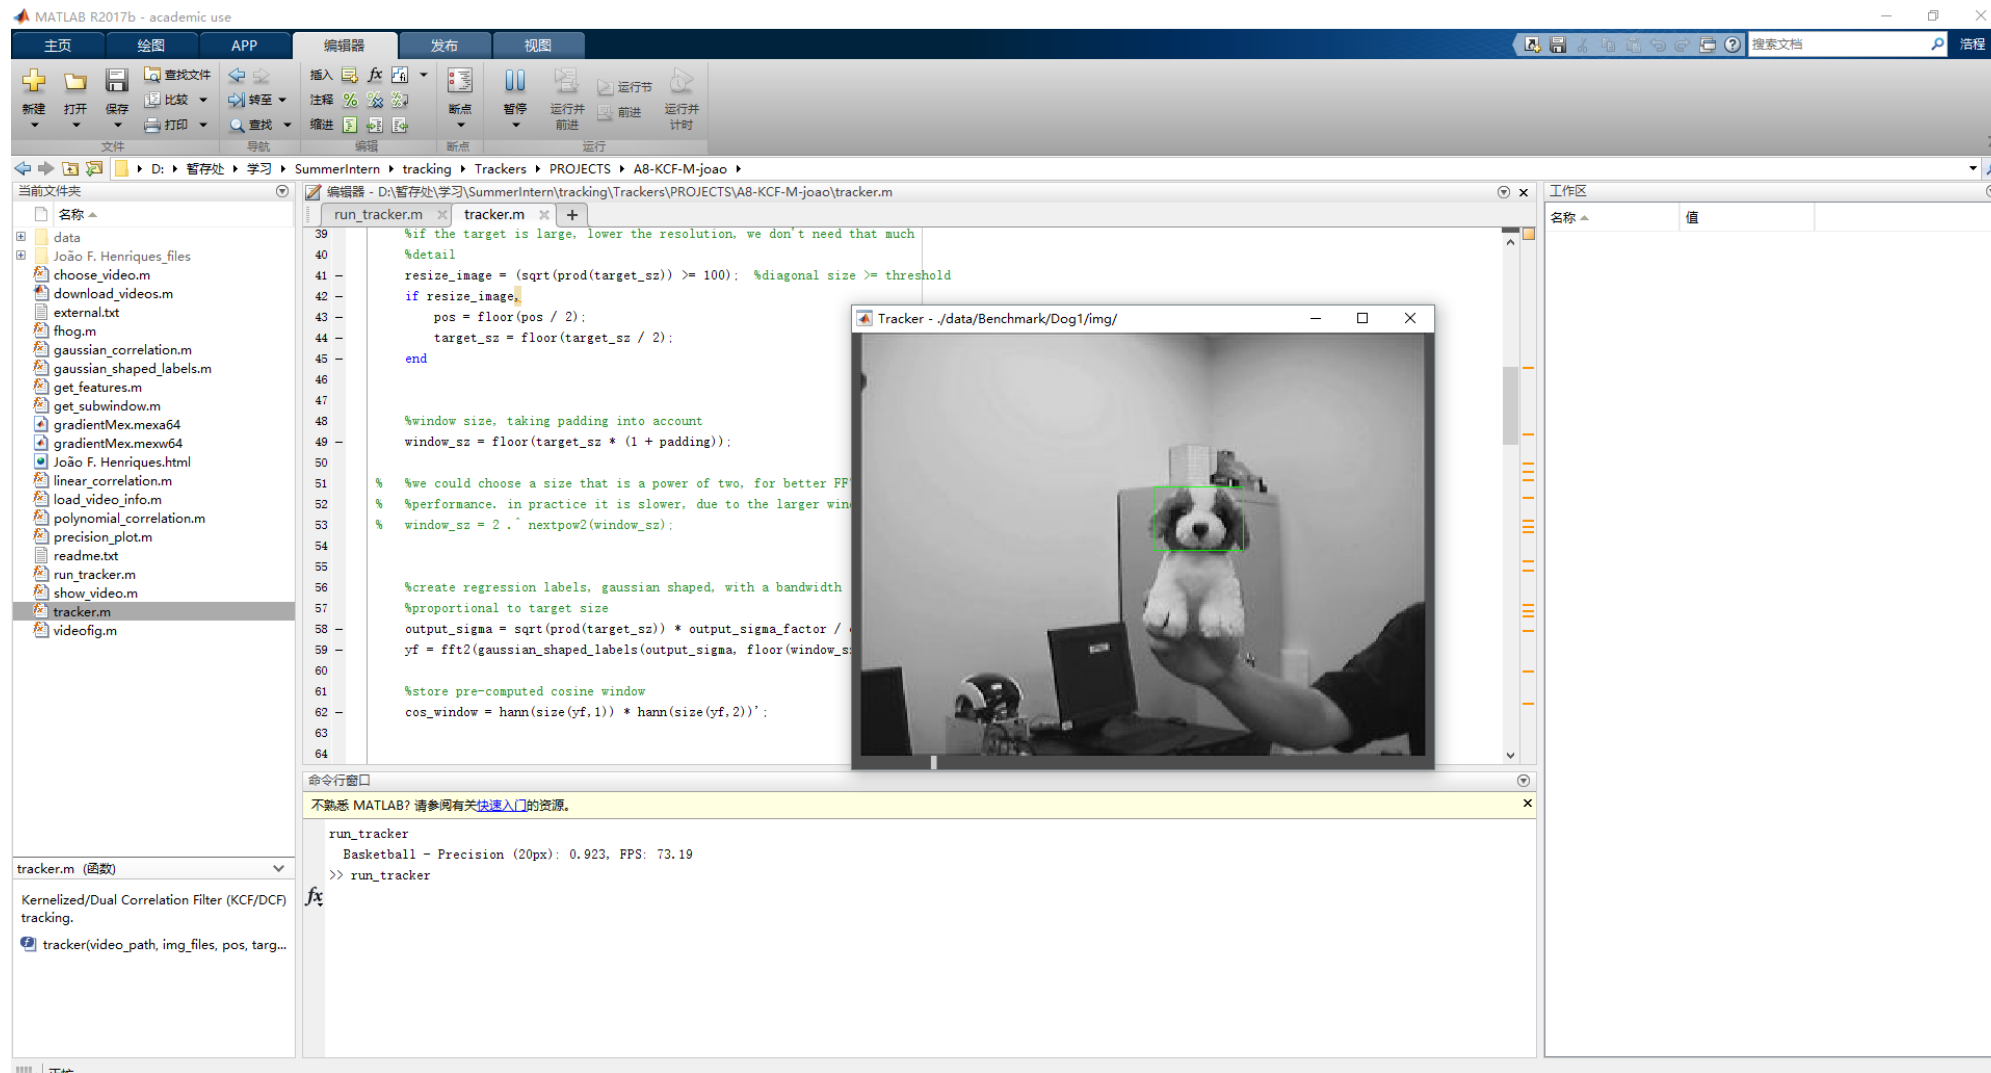 MATLAB R2017b - academic use
主页 绘图 APP 编辑器 发布 视图 搜索文档 浩程
查找文件 插入 fx
新建 打开 保存 比较 转至 注释 断点 暂停 运行并前进 运行节 前进 运行并计时
打印 查找 缩进
文件 导航 编辑 断点 运行
D: 暂存处 学习 SummerIntern tracking Trackers PROJECTS A8-KCF-M-joao
当前文件夹
名称
data
João F. Henriques_files
choose_video.m
download_videos.m
external.txt
fhog.m
gaussian_correlation.m
gaussian_shaped_labels.m
get_features.m
get_subwindow.m
gradientMex.mexa64
gradientMex.mexw64
João F. Henriques.html
linear_correlation.m
load_video_info.m
polynomial_correlation.m
precision_plot.m
readme.txt
run_tracker.m
show_video.m
tracker.m
videofig.m
tracker.m (函数)
Kernelized/Dual Correlation Filter (KCF/DCF)
tracking.
tracker(video_path, img_files, pos, targ...
编辑器 - D:\暂存处\学习\SummerIntern\tracking\Trackers\PROJECTS\A8-KCF-M-joao\tracker.m
run_tracker.m tracker.m
39 %if the target is large, lower the resolution, we don't need that much
40 %detail
41 – resize_image = (sqrt(prod(target_sz)) >= 100); %diagonal size >= threshold
42 – if resize_image,
43 – pos = floor(pos / 2);
44 – target_sz = floor(target_sz / 2);
45 – end
46
47
48 %window size, taking padding into account
49 – window_sz = floor(target_sz * (1 + padding));
50
51 % %we could choose a size that is a power of two, for better FF
52 % %performance. in practice it is slower, due to the larger win
53 % window_sz = 2 .^ nextpow2(window_sz);
54
55
56 %create regression labels, gaussian shaped, with a bandwidth
57 %proportional to target size
58 – output_sigma = sqrt(prod(target_sz)) * output_sigma_factor /
59 – yf = fft2(gaussian_shaped_labels(output_sigma, floor(window_s
60
61 %store pre-computed cosine window
62 – cos_window = hann(size(yf,1)) * hann(size(yf,2))';
63
64
Tracker - ./data/Benchmark/Dog1/img/
命令行窗口
不熟悉 MATLAB? 请参阅有关快速入门的资源。
run_tracker
Basketball - Precision (20px): 0.923, FPS: 73.19
>> run_tracker
fx
工作区
名称 值